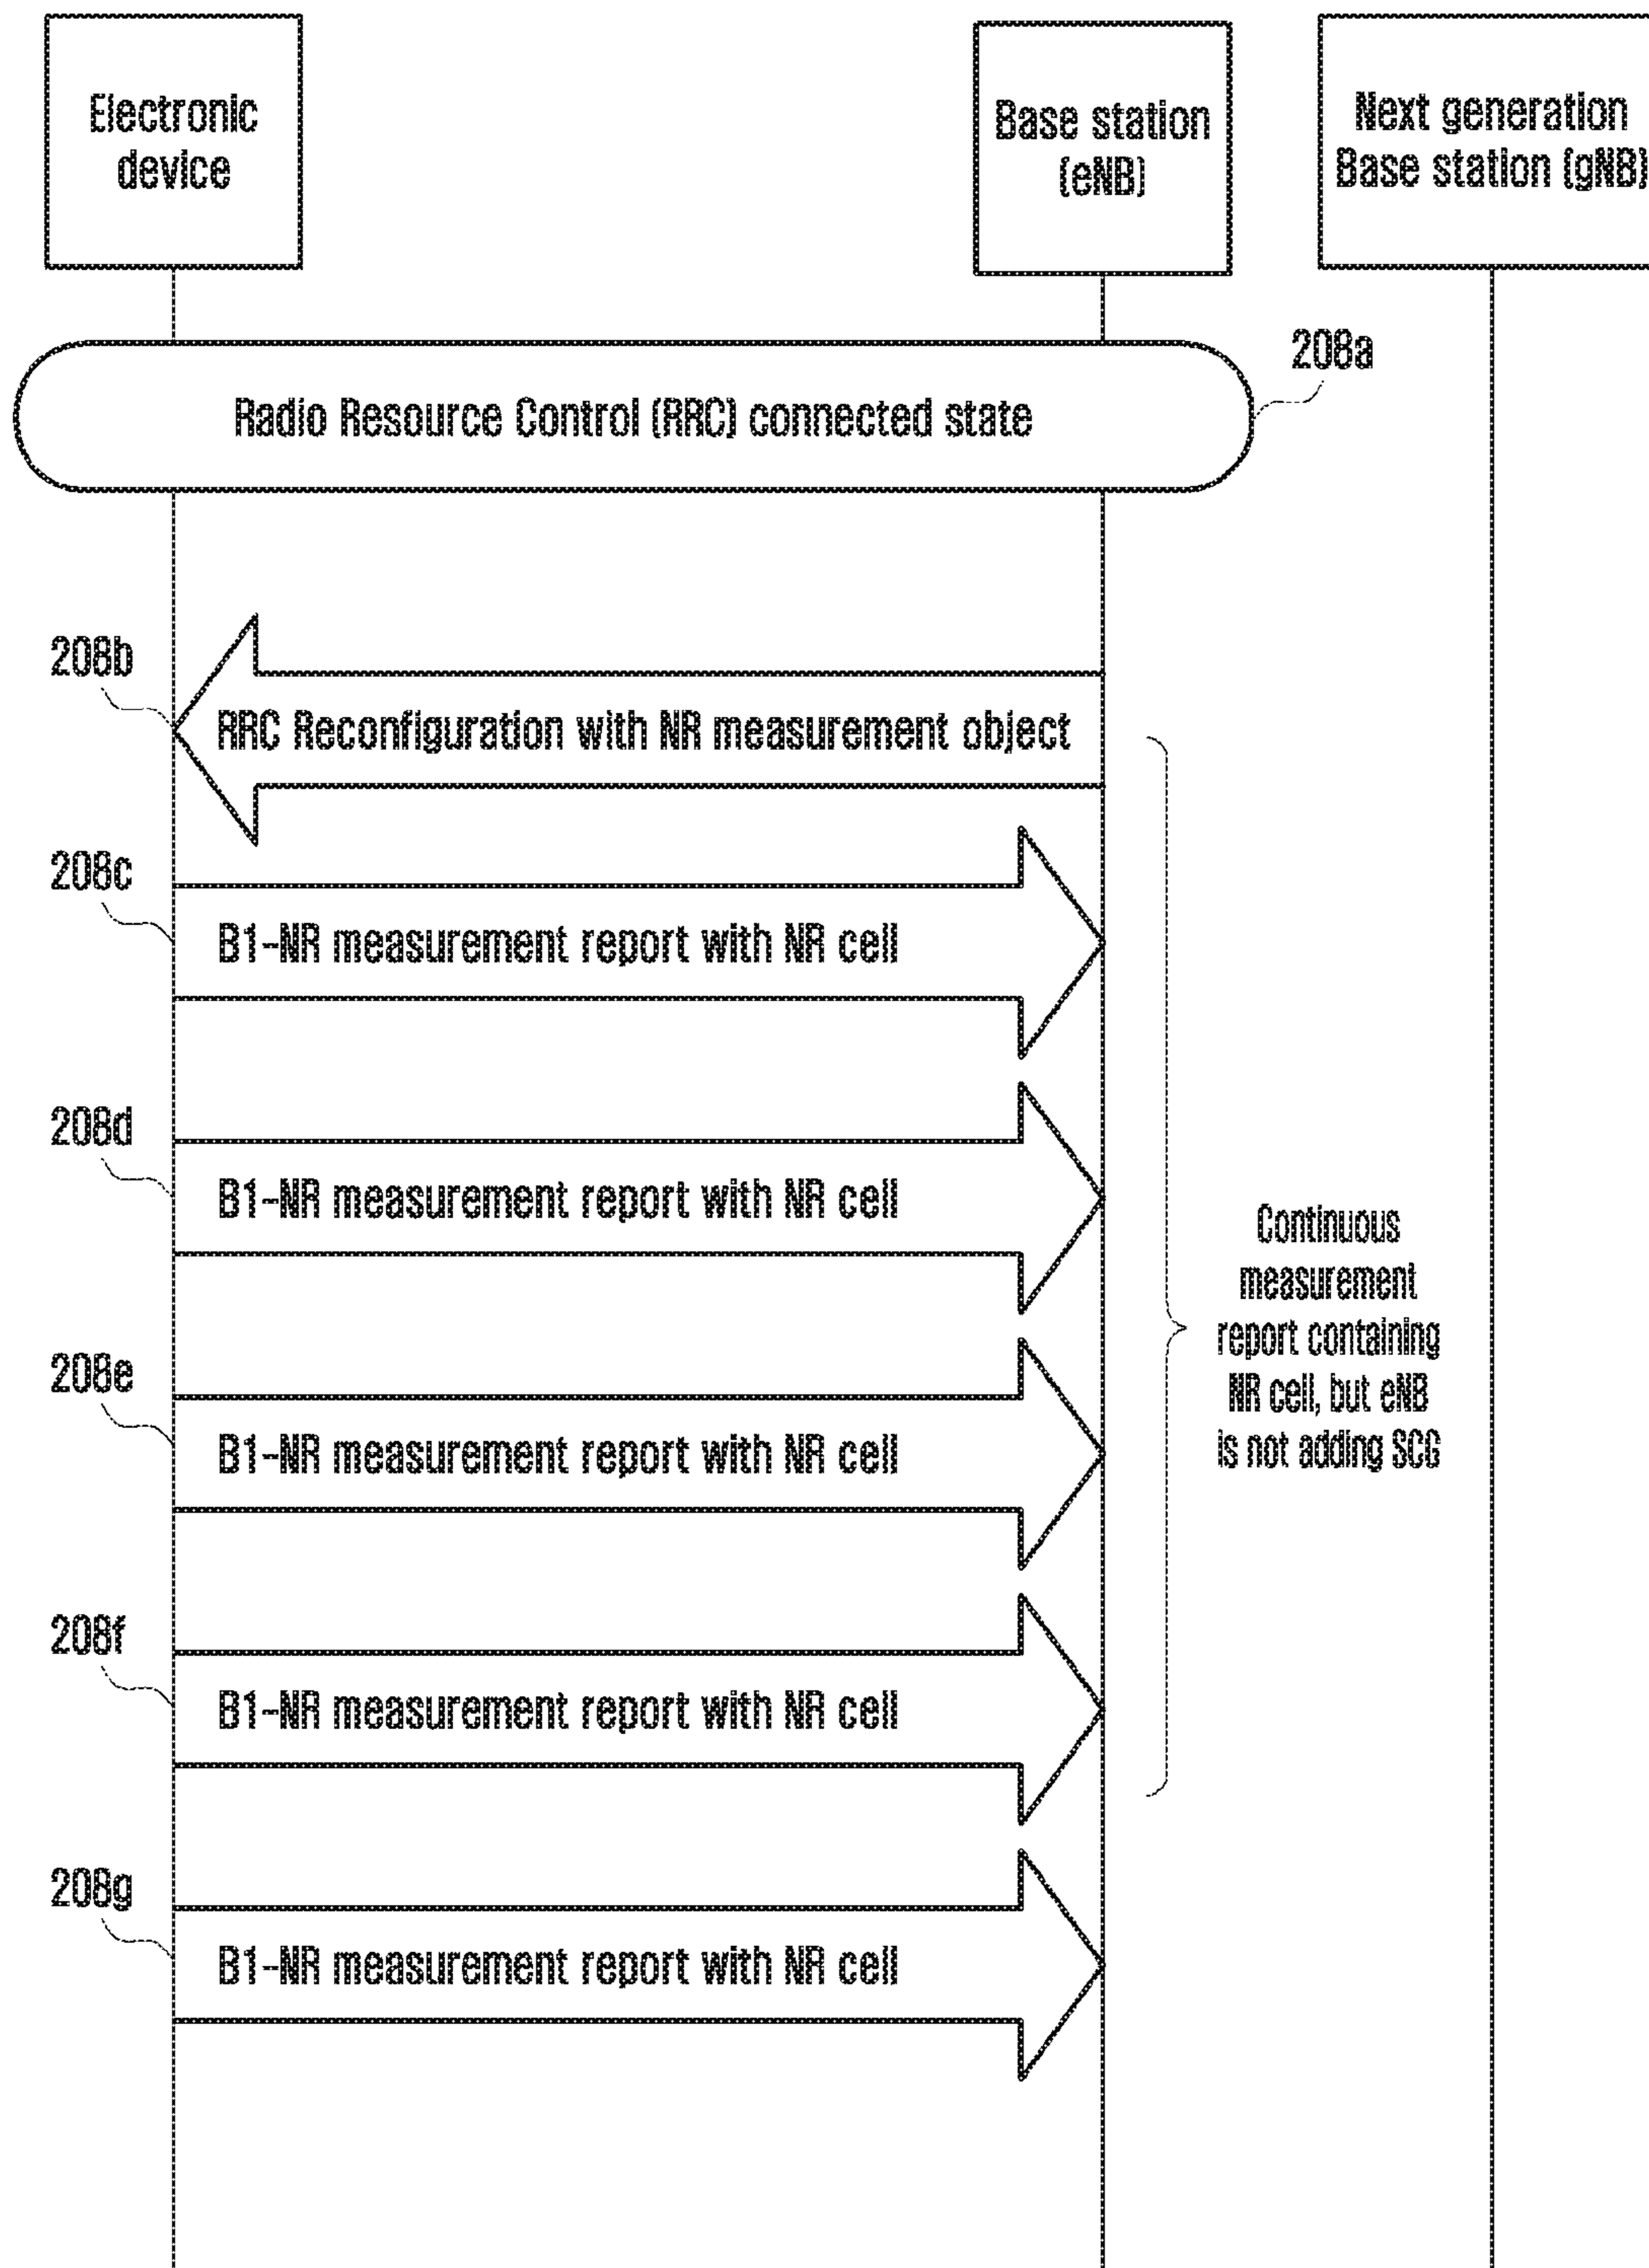 Electronic
device
Base station
(eNB)
Next generation
Base station (gNB)
208a
Radio Resource Control (RRC) connected state
208b
RRC Reconfiguration with NR measurement object
208c
B1-NR measurement report with NR cell
208d
B1-NR measurement report with NR cell
Continuous
measurement
report containing
NR cell, but eNB
is not adding SCG
208e
B1-NR measurement report with NR cell
208f
B1-NR measurement report with NR cell
208g
B1-NR measurement report with NR cell